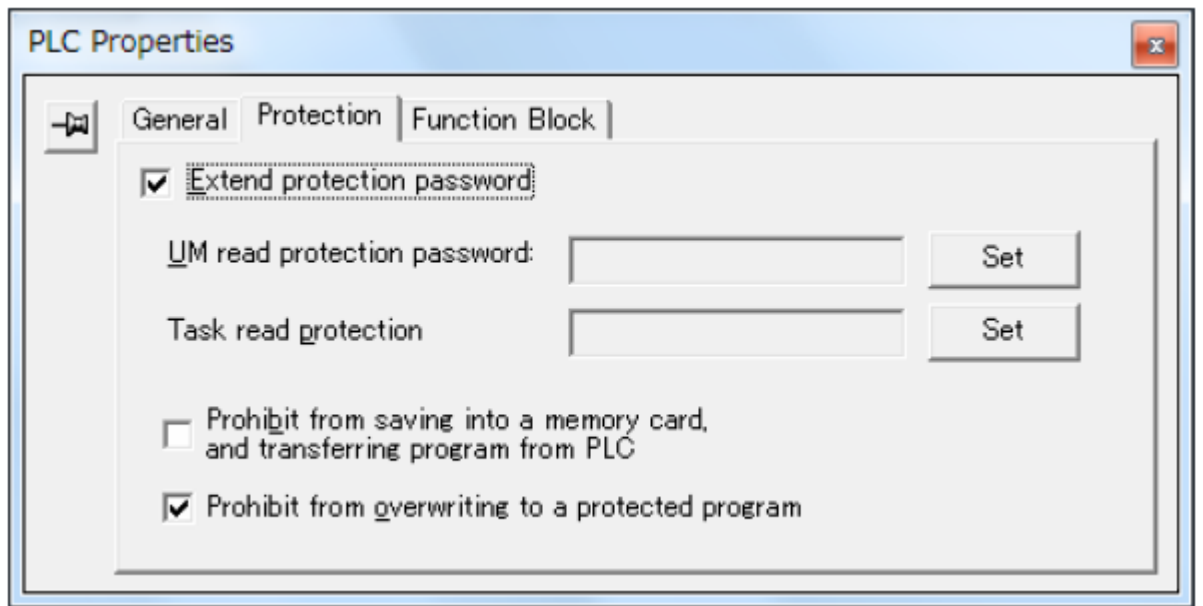 PLC Properties
General Protection Function Block
Extend protection password
UM read protection password: Set
Task read protection Set
Prohibit from saving into a memory card,
and transferring program from PLC
Prohibit from overwriting to a protected program